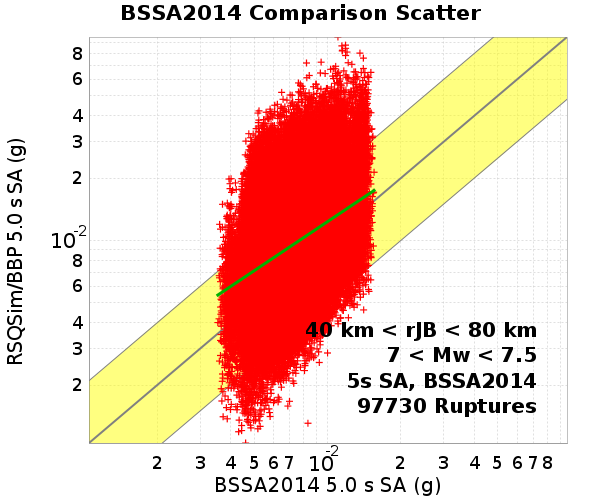 BSSA2014 Comparison Scatter
RSQSim/BBP 5.0 s SA (g)
8
6
4
3
2
10-2
8
6
4
3
2
40 km < rJB < 80 km
7 < Mw < 7.5
5s SA, BSSA2014
97730 Ruptures
2 3 4 5 6 7 10-2 2 3 4 5 6 7 8
BSSA2014 5.0 s SA (g)